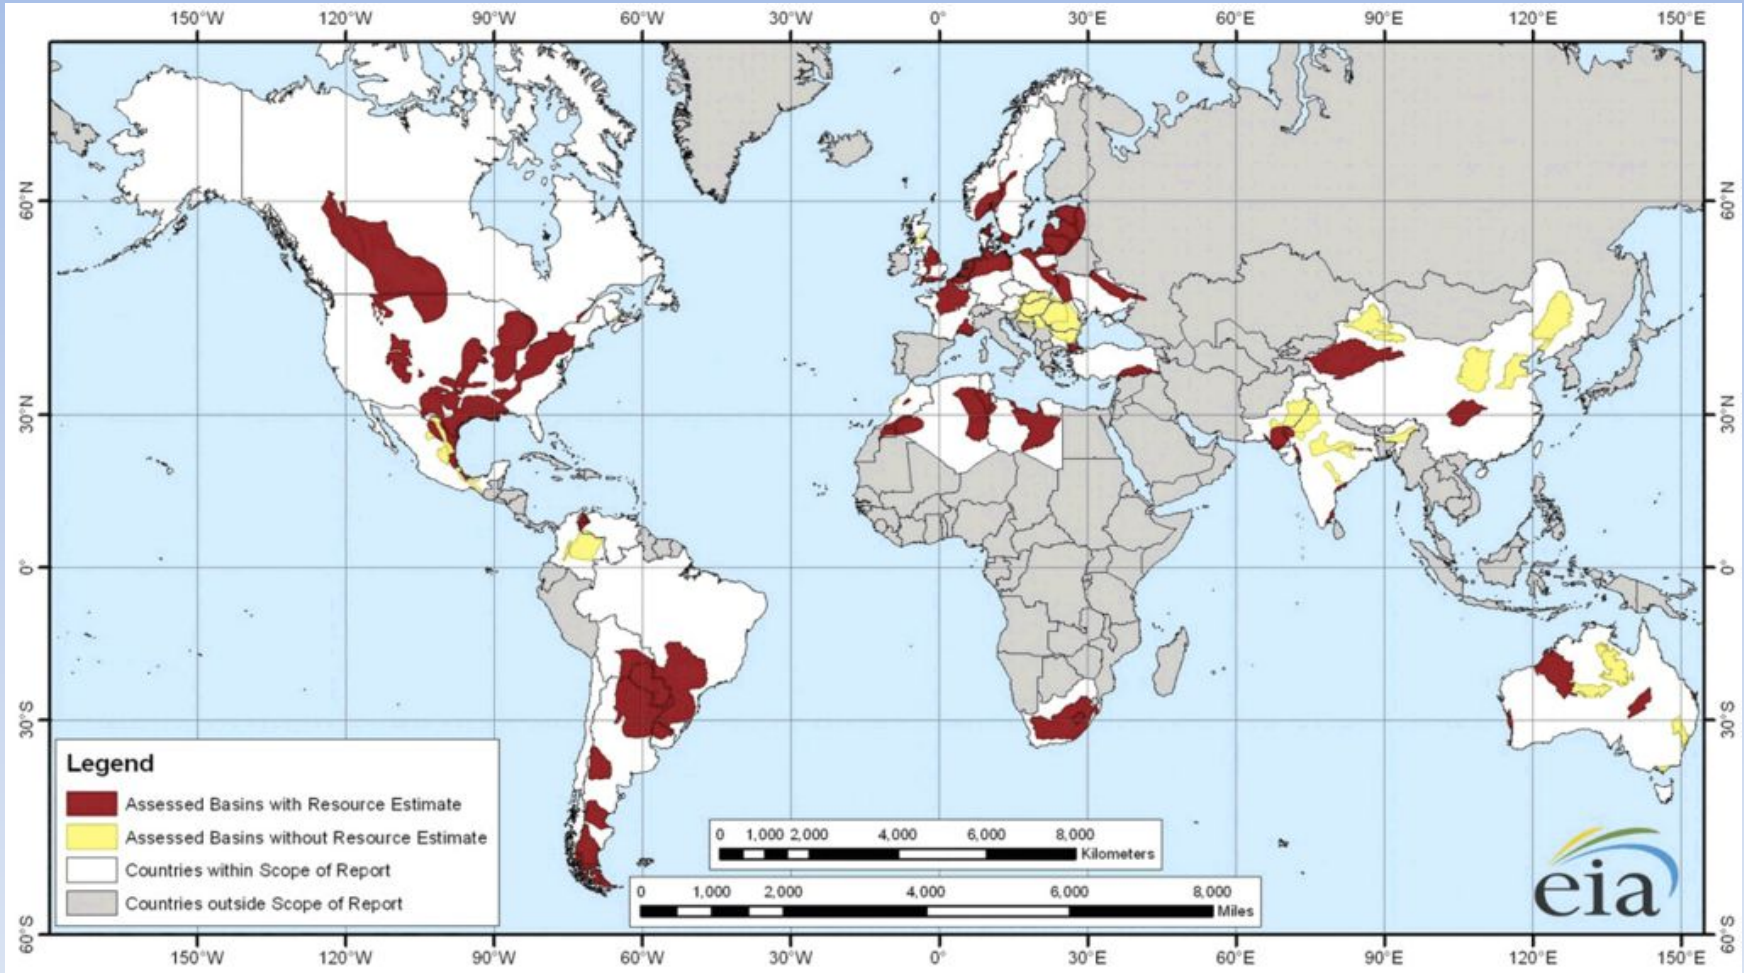 150°W 120°W 90°W 60°W 30°W 0° 30°E 60°E 90°E 120°E 150°E
60°N 60°N
30°N 30°N
0° 0°
30°S 30°S
Legend
Assessed Basins with Resource Estimate
Assessed Basins without Resource Estimate
Countries within Scope of Report
Countries outside Scope of Report
0 1,000 2,000 4,000 6,000 8,000
Kilometers
0 1,000 2,000 4,000 6,000 8,000
Miles
eia
60°S 60°S
150°W 120°W 90°W 60°W 30°W 0° 30°E 60°E 90°E 120°E 150°E